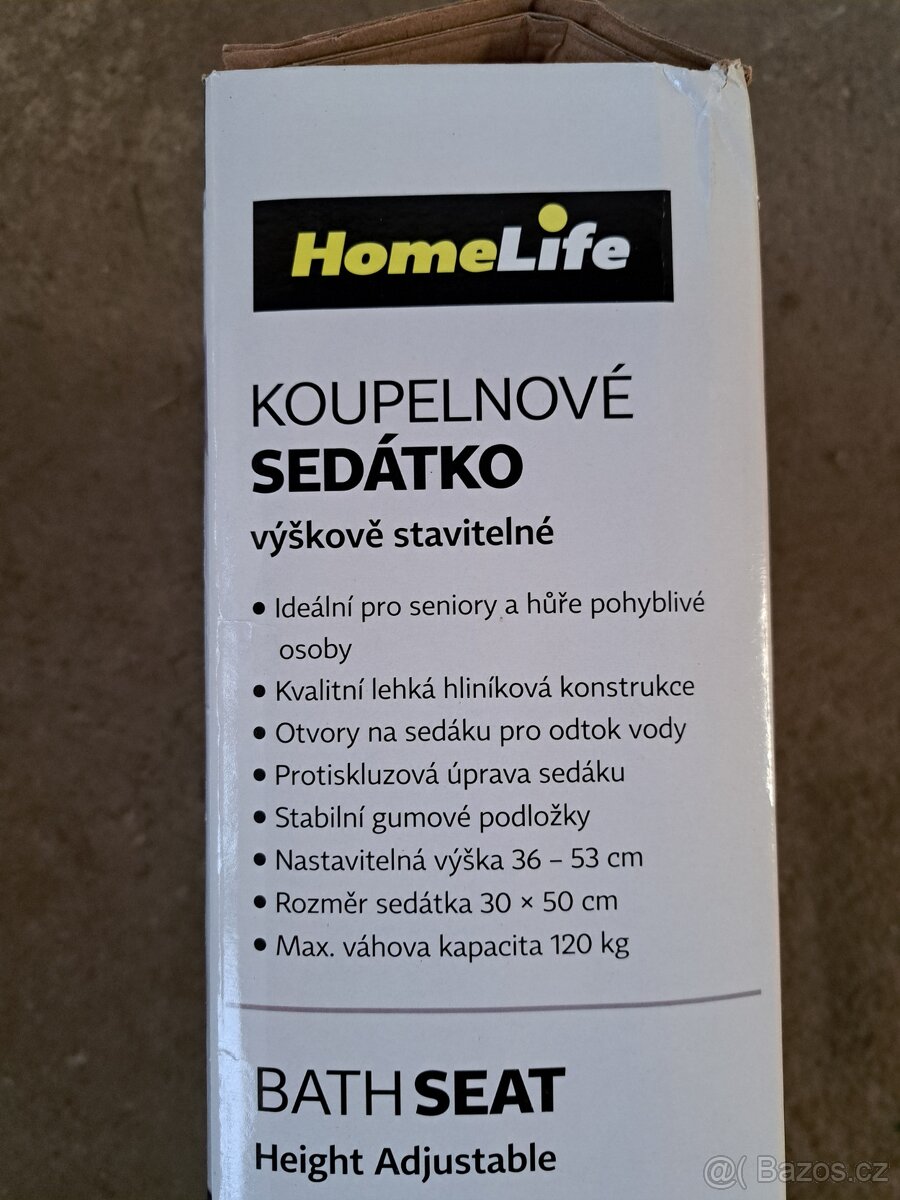 HomeLife
KOUPELNOVÉ
SEDÁTKO
výškově stavitelné
• Ideální pro seniory a hůře pohyblivé
osoby
• Kvalitní lehká hliníková konstrukce
• Otvory na sedáku pro odtok vody
• Protiskluzová úprava sedáku
• Stabilní gumové podložky
• Nastavitelná výška 36 – 53 cm
• Rozměr sedátka 30 × 50 cm
• Max. váhova kapacita 120 kg
BATH SEAT
Height Adjustable
@( Bazos.cz